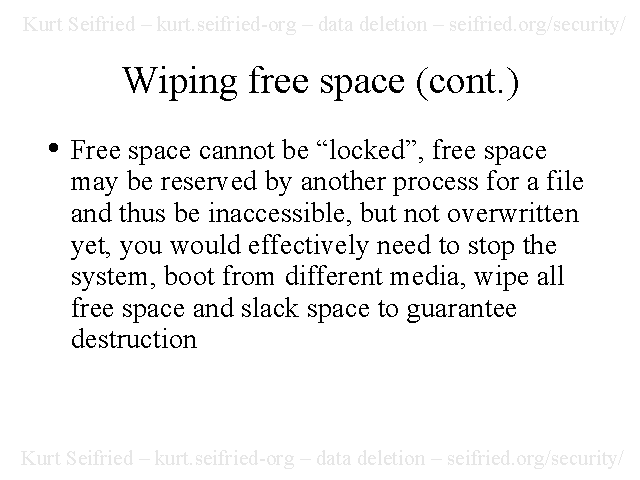 Kurt Seifried – kurt.seifried-org – data deletion – seifried.org/security/
Wiping free space (cont.)
• Free space cannot be “locked”, free space
may be reserved by another process for a file
and thus be inaccessible, but not overwritten
yet, you would effectively need to stop the
system, boot from different media, wipe all
free space and slack space to guarantee
destruction
Kurt Seifried – kurt.seifried-org – data deletion – seifried.org/security/